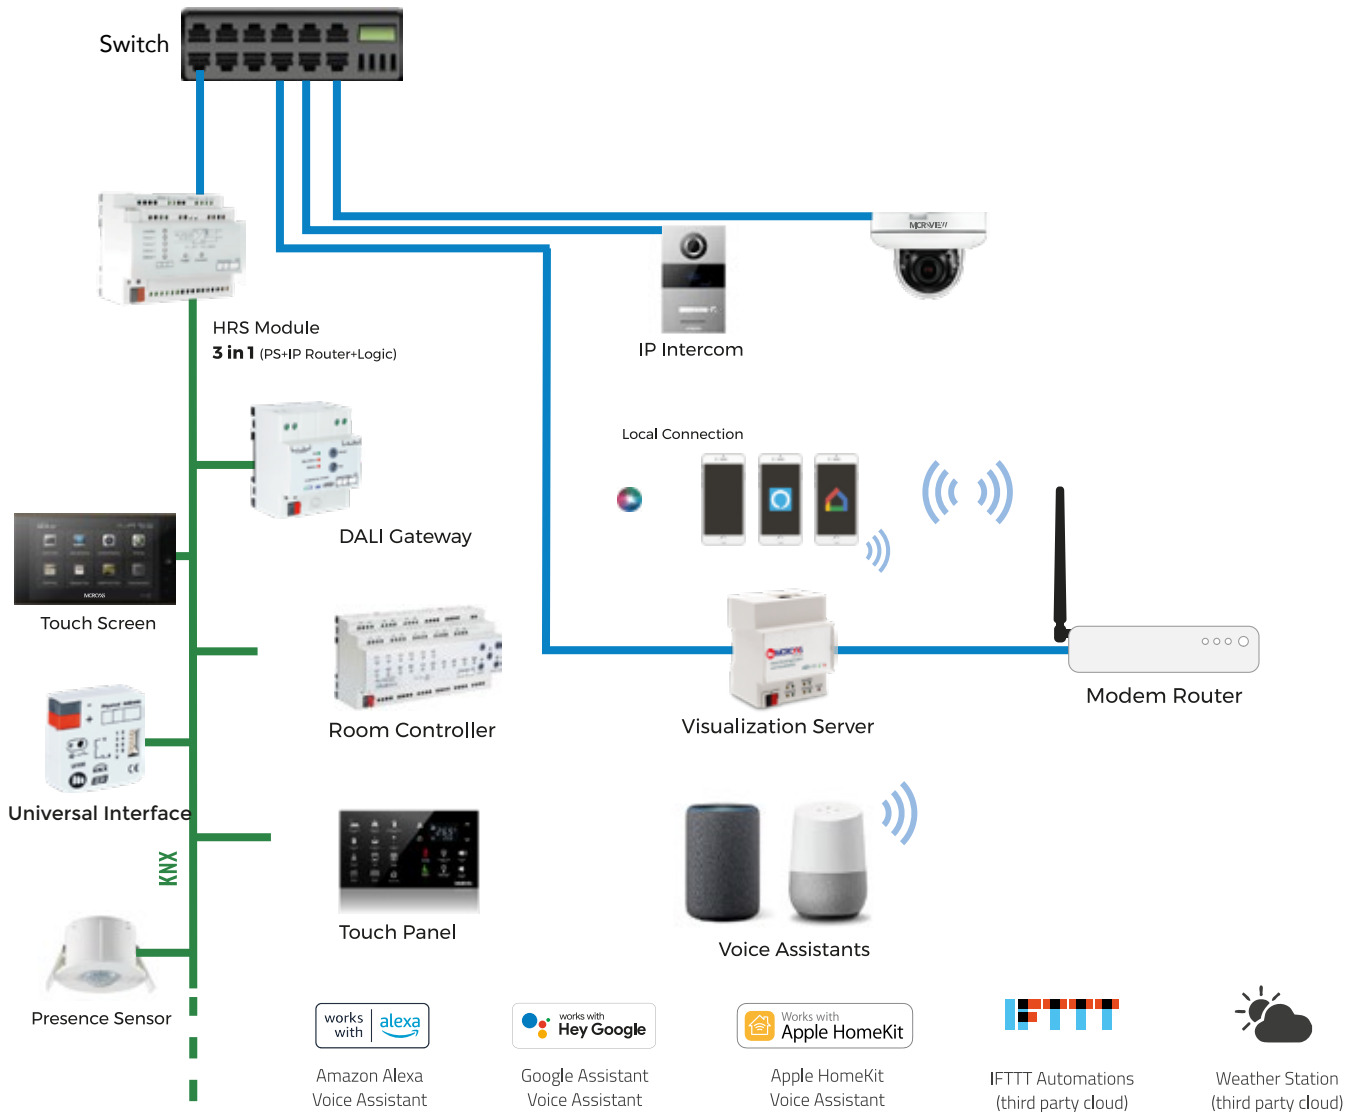 Switch
HRS Module
3 in 1 (PS+IP Router+Logic)
IP Intercom
Local Connection
DALI Gateway
Touch Screen
Room Controller
Visualization Server
Modem Router
Universal Interface
KNX
Touch Panel
Voice Assistants
Presence Sensor
works with alexa
works with
Hey Google
Works with
Apple HomeKit
IFTTT
Amazon Alexa
Voice Assistant
Google Assistant
Voice Assistant
Apple HomeKit
Voice Assistant
IFTTT Automations
(third party cloud)
Weather Station
(third party cloud)